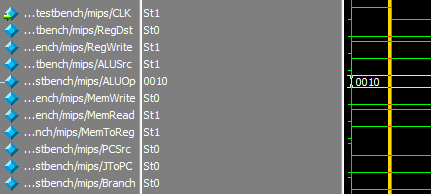 ...testbench/mips/CLK St1
...tbench/mips/RegDst St0
...ench/mips/RegWrite St1
...tbench/mips/ALUSrc St1
...stbench/mips/ALUOp 0010 0010
...ench/mips/MemWrite St0
...ench/mips/MemRead St1
...nch/mips/MemToReg St1
...stbench/mips/PCSrc St0
...stbench/mips/JToPC St0
...tbench/mips/Branch St0